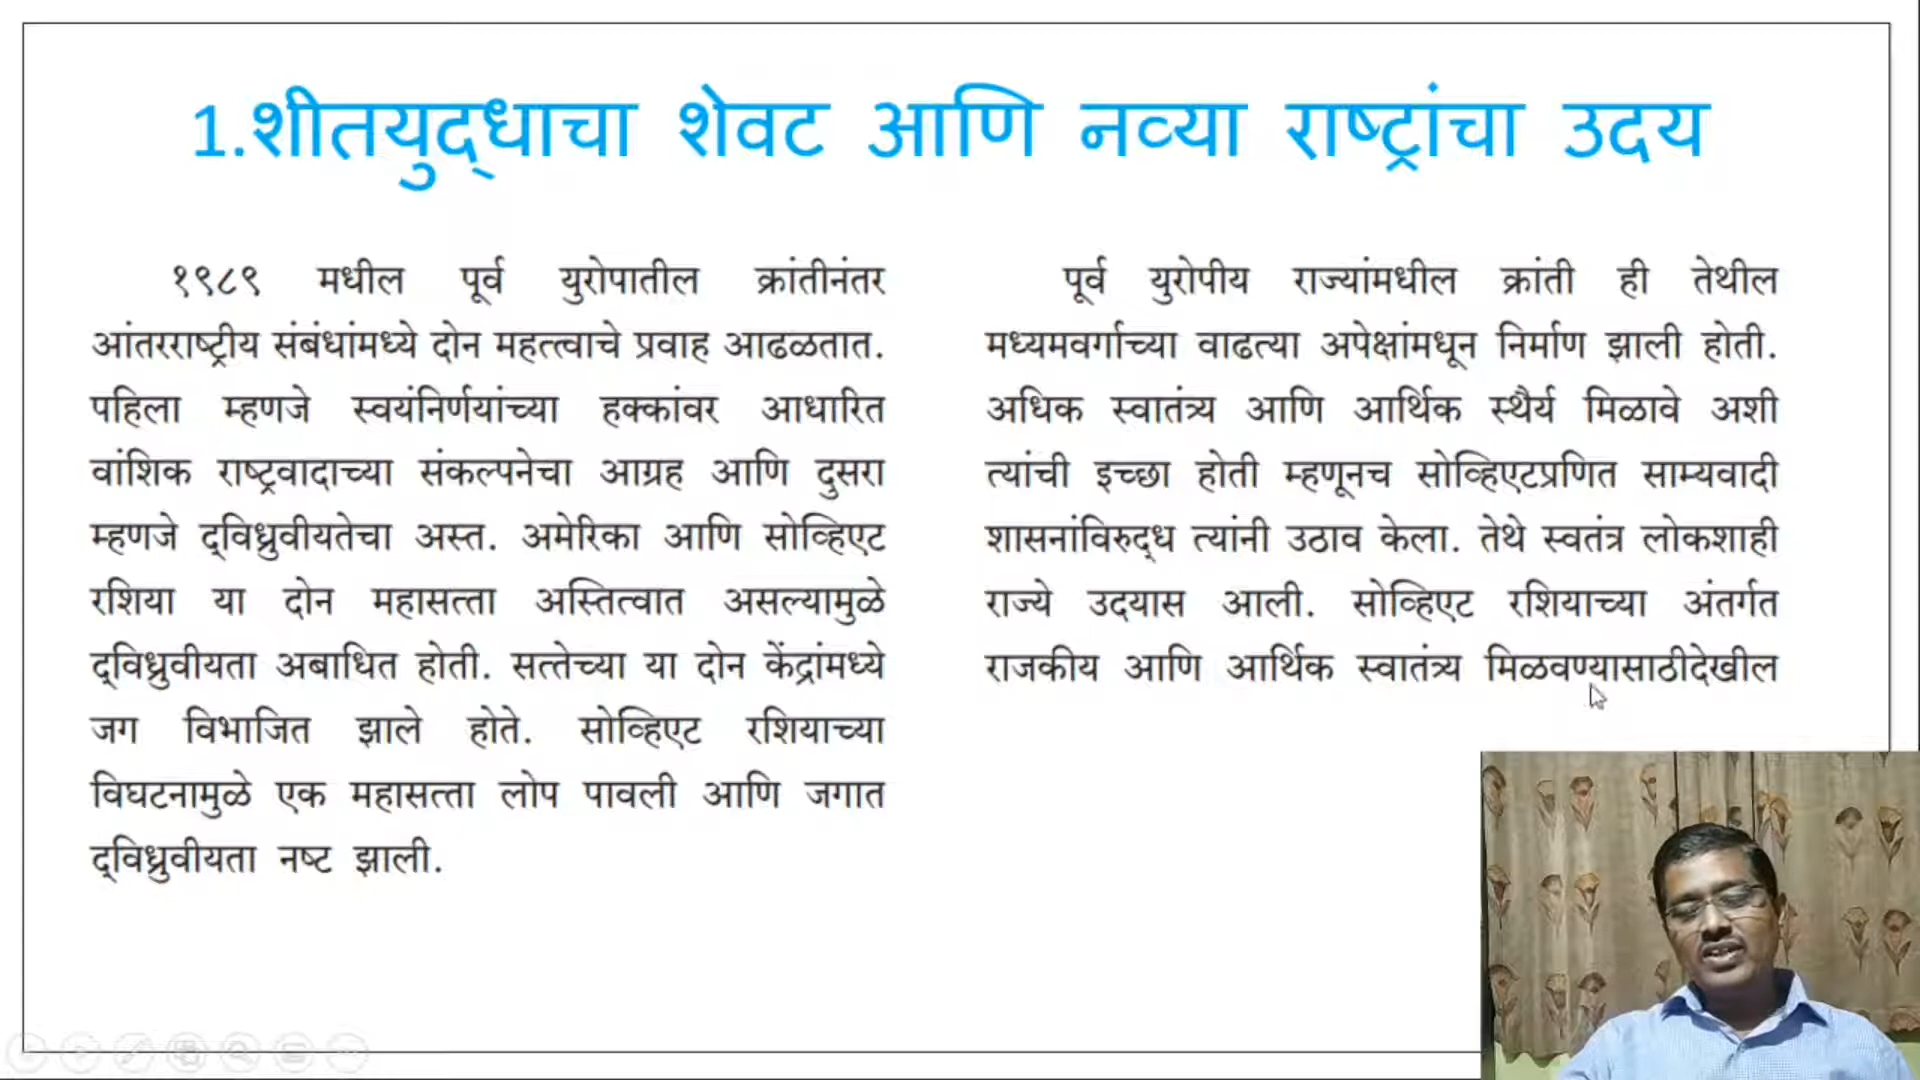 1.शीतयुद्धाचा शेवट आणि नव्या राष्ट्रांचा उदय
१९८९ मधील पूर्व युरोपातील क्रांतीनंतर
आंतरराष्ट्रीय संबंधांमध्ये दोन महत्त्वाचे प्रवाह आढळतात.
पहिला म्हणजे स्वयंनिर्णयांच्या हक्कांवर आधारित
वांशिक राष्ट्रवादाच्या संकल्पनेचा आग्रह आणि दुसरा
म्हणजे द्विध्रुवीयतेचा अस्त. अमेरिका आणि सोव्हिएट
रशिया या दोन महासत्ता अस्तित्वात असल्यामुळे
द्विध्रुवीयता अबाधित होती. सत्तेच्या या दोन केंद्रांमध्ये
जग विभाजित झाले होते. सोव्हिएट रशियाच्या
विघटनामुळे एक महासत्ता लोप पावली आणि जगात
द्विध्रुवीयता नष्ट झाली.
पूर्व युरोपीय राज्यांमधील क्रांती ही तेथील
मध्यमवर्गाच्या वाढत्या अपेक्षांमधून निर्माण झाली होती.
अधिक स्वातंत्र्य आणि आर्थिक स्थैर्य मिळावे अशी
त्यांची इच्छा होती म्हणूनच सोव्हिएटप्रणित साम्यवादी
शासनांविरुद्ध त्यांनी उठाव केला. तेथे स्वतंत्र लोकशाही
राज्ये उदयास आली. सोव्हिएट रशियाच्या अंतर्गत
राजकीय आणि आर्थिक स्वातंत्र्य मिळवण्यासाठीदेखील